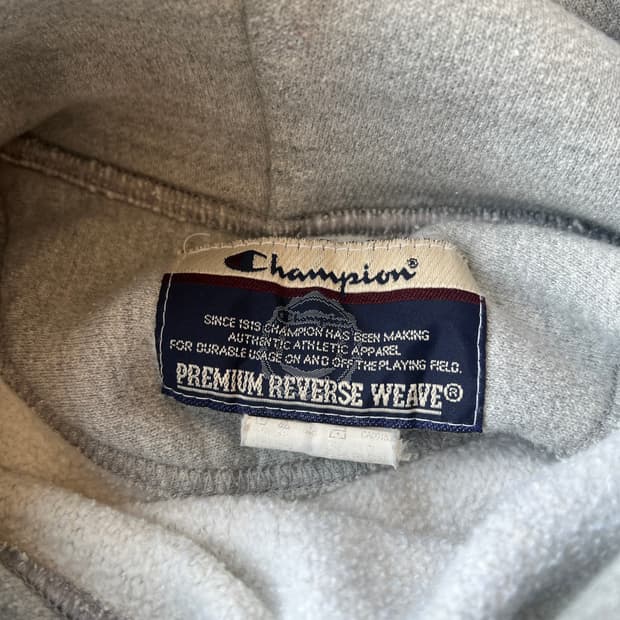 Champion®
SINCE 1919 CHAMPION HAS BEEN MAKING
AUTHENTIC ATHLETIC APPAREL
FOR DURABLE USAGE ON AND OFF THE PLAYING FIELD.
PREMIUM REVERSE WEAVE®